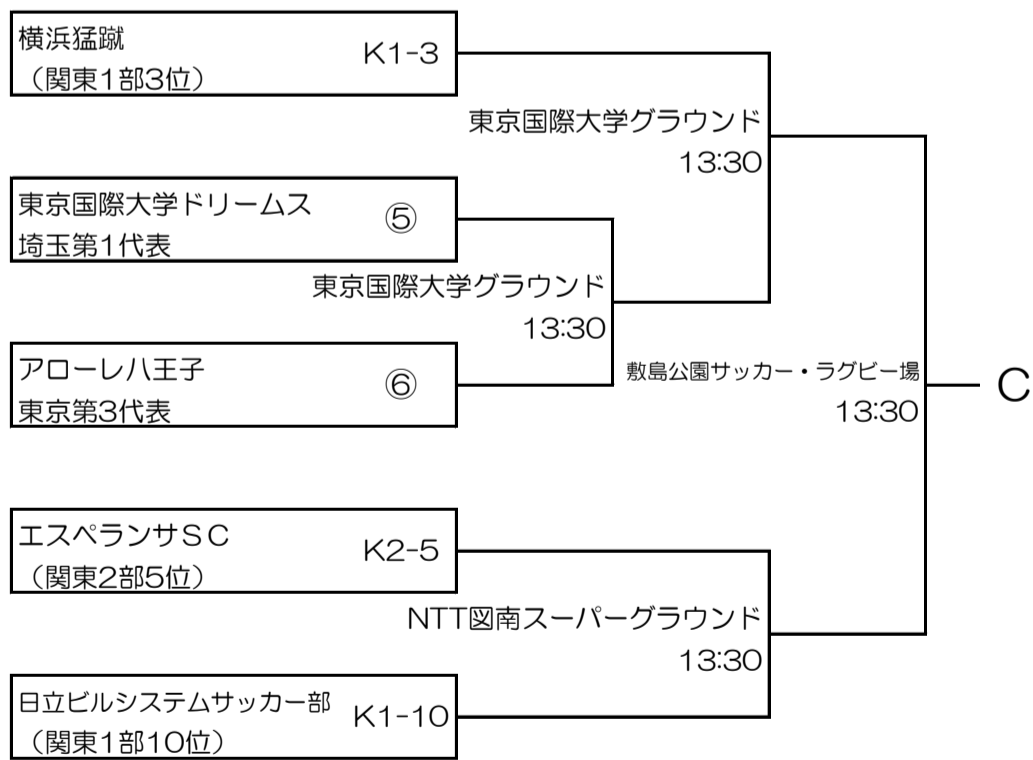 横浜猛蹴
（関東1部3位）
K1-3
東京国際大学グラウンド
13:30
東京国際大学ドリームス
埼玉第1代表
⑤
東京国際大学グラウンド
13:30
アローレ八王子
東京第3代表
⑥
敷島公園サッカー・ラグビー場
13:30
C
エスペランサＳＣ
（関東2部5位）
K2-5
NTT図南スーパーグラウンド
13:30
日立ビルシステムサッカー部
（関東1部10位）
K1-10